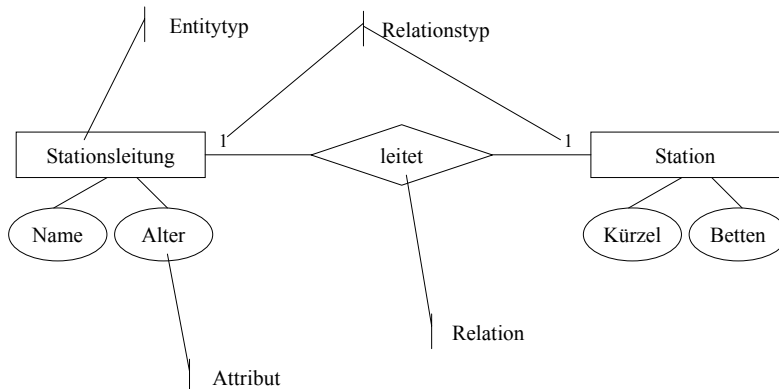 Entitytyp
Relationstyp
1
1
Stationsleitung
leitet
Station
Name
Alter
Kürzel
Betten
Relation
Attribut